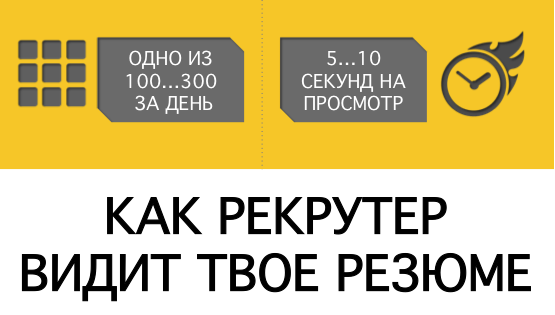 ОДНО ИЗ
100...300
ЗА ДЕНЬ
5...10
СЕКУНД НА
ПРОСМОТР
КАК РЕКРУТЕР
ВИДИТ ТВОЕ РЕЗЮМЕ